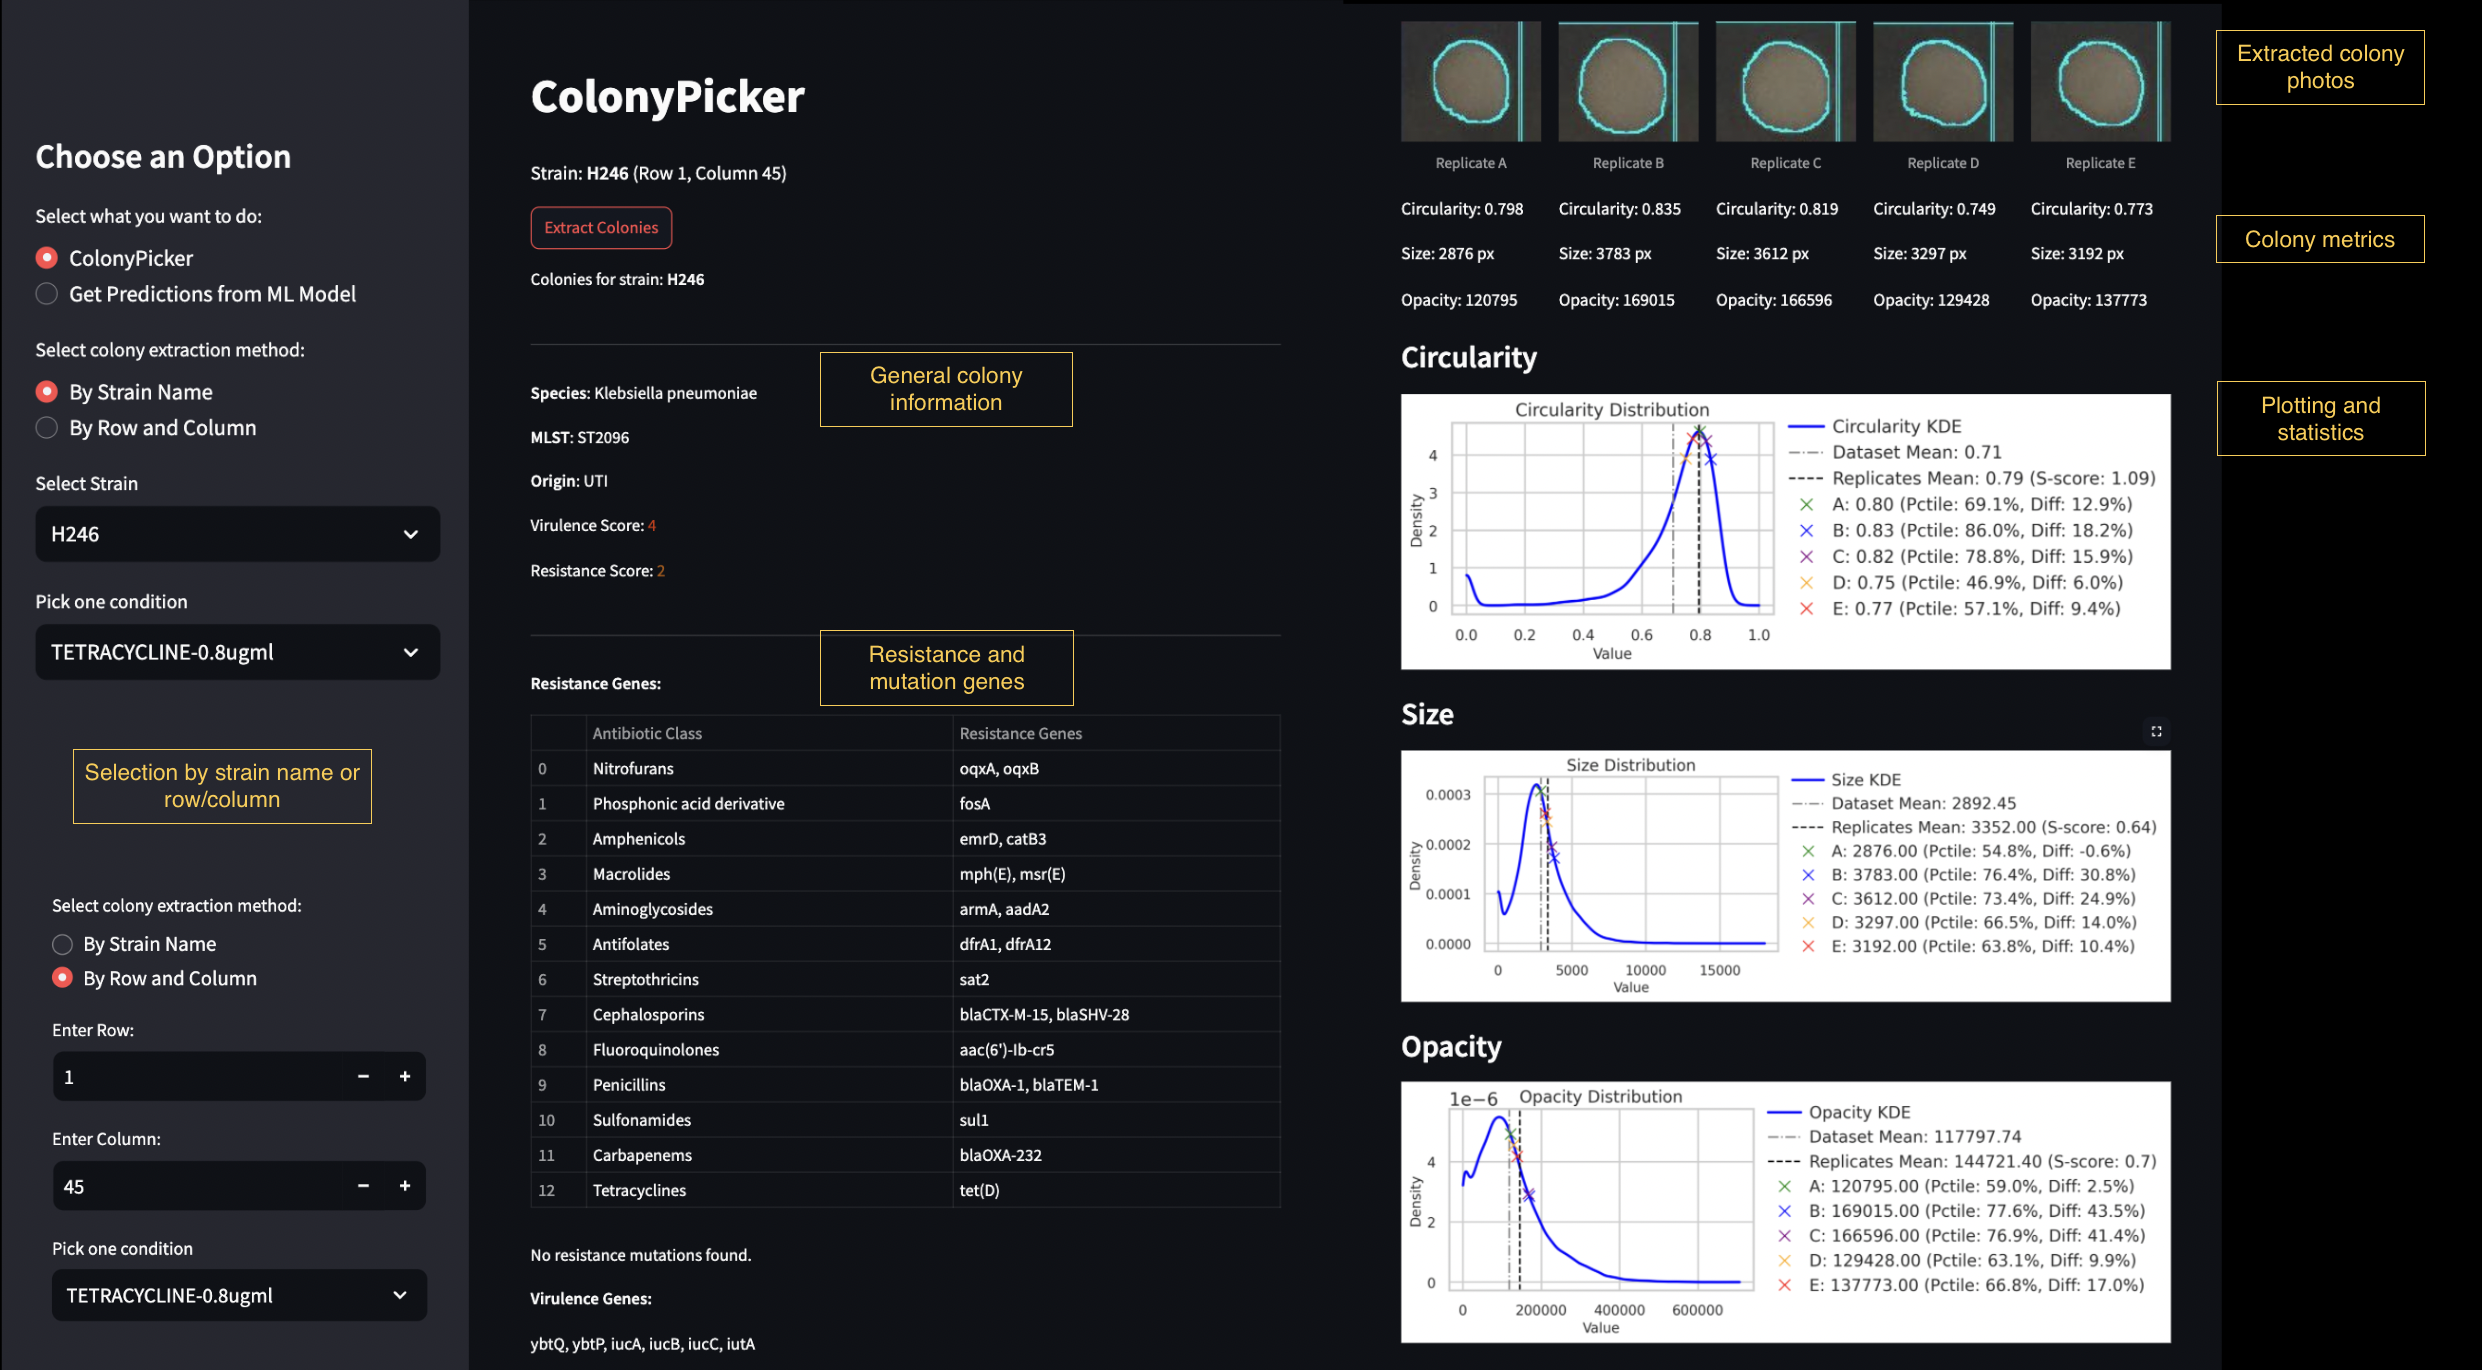 Choose an Option
Select what you want to do:
ColonyPicker
Get Predictions from ML Model
Select colony extraction method:
By Strain Name
By Row and Column
Select Strain
H246
Pick one condition
TETRACYCLINE-0.8ugml
Selection by strain name or
row/column
Select colony extraction method:
By Strain Name
By Row and Column
Enter Row:
1
− +
Enter Column:
45
− +
Pick one condition
TETRACYCLINE-0.8ugml
ColonyPicker
Strain: H246 (Row 1, Column 45)
Extract Colonies
Colonies for strain: H246
General colony
information
Species: Klebsiella pneumoniae
MLST: ST2096
Origin: UTI
Virulence Score: 4
Resistance Score: 2
Resistance and
mutation genes
Resistance Genes:
Antibiotic Class Resistance Genes
0 Nitrofurans oqxA, oqxB
1 Phosphonic acid derivative fosA
2 Amphenicols emrD, catB3
3 Macrolides mph(E), msr(E)
4 Aminoglycosides armA, aadA2
5 Antifolates dfrA1, dfrA12
6 Streptothricins sat2
7 Cephalosporins blaCTX-M-15, blaSHV-28
8 Fluoroquinolones aac(6')-Ib-cr5
9 Penicillins blaOXA-1, blaTEM-1
10 Sulfonamides sul1
11 Carbapenems blaOXA-232
12 Tetracyclines tet(D)
No resistance mutations found.
Virulence Genes:
ybtQ, ybtP, iucA, iucB, iucC, iutA
Extracted colony
photos
Replicate A Replicate B Replicate C Replicate D Replicate E
Colony metrics
Circularity: 0.798 Circularity: 0.835 Circularity: 0.819 Circularity: 0.749 Circularity: 0.773
Size: 2876 px Size: 3783 px Size: 3612 px Size: 3297 px Size: 3192 px
Opacity: 120795 Opacity: 169015 Opacity: 166596 Opacity: 129428 Opacity: 137773
Plotting and
statistics
Circularity
Circularity Distribution
Density
4
3
2
1
0
0.0 0.2 0.4 0.6 0.8 1.0
Value
Circularity KDE
Dataset Mean: 0.71
Replicates Mean: 0.79 (S-score: 1.09)
A: 0.80 (Pctile: 69.1%, Diff: 12.9%)
B: 0.83 (Pctile: 86.0%, Diff: 18.2%)
C: 0.82 (Pctile: 78.8%, Diff: 15.9%)
D: 0.75 (Pctile: 46.9%, Diff: 6.0%)
E: 0.77 (Pctile: 57.1%, Diff: 9.4%)
Size
Size Distribution
Density
0.0003
0.0002
0.0001
0.0000
0 5000 10000 15000
Value
Size KDE
Dataset Mean: 2892.45
Replicates Mean: 3352.00 (S-score: 0.64)
A: 2876.00 (Pctile: 54.8%, Diff: -0.6%)
B: 3783.00 (Pctile: 76.4%, Diff: 30.8%)
C: 3612.00 (Pctile: 73.4%, Diff: 24.9%)
D: 3297.00 (Pctile: 66.5%, Diff: 14.0%)
E: 3192.00 (Pctile: 63.8%, Diff: 10.4%)
Opacity
1e−6 Opacity Distribution
Density
4
2
0
0 200000 400000 600000
Value
Opacity KDE
Dataset Mean: 117797.74
Replicates Mean: 144721.40 (S-score: 0.7)
A: 120795.00 (Pctile: 59.0%, Diff: 2.5%)
B: 169015.00 (Pctile: 77.6%, Diff: 43.5%)
C: 166596.00 (Pctile: 76.9%, Diff: 41.4%)
D: 129428.00 (Pctile: 63.1%, Diff: 9.9%)
E: 137773.00 (Pctile: 66.8%, Diff: 17.0%)